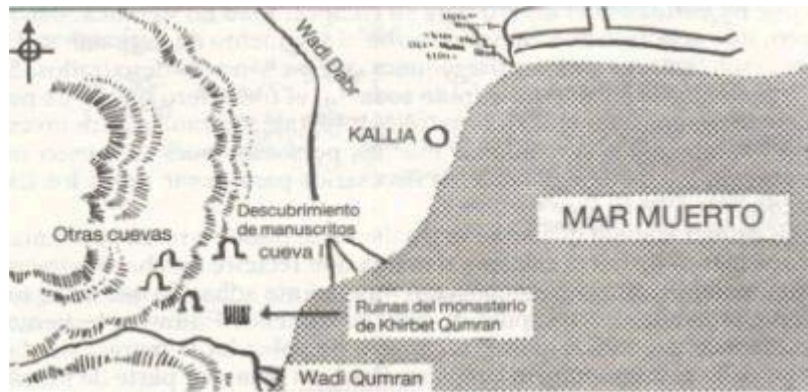 Wadi Dabr
KALLIA
MAR MUERTO
Otras cuevas
Descubrimiento
de manuscritos
cueva I
Ruinas del monasterio
de Khirbet Qumran
Wadi Qumran